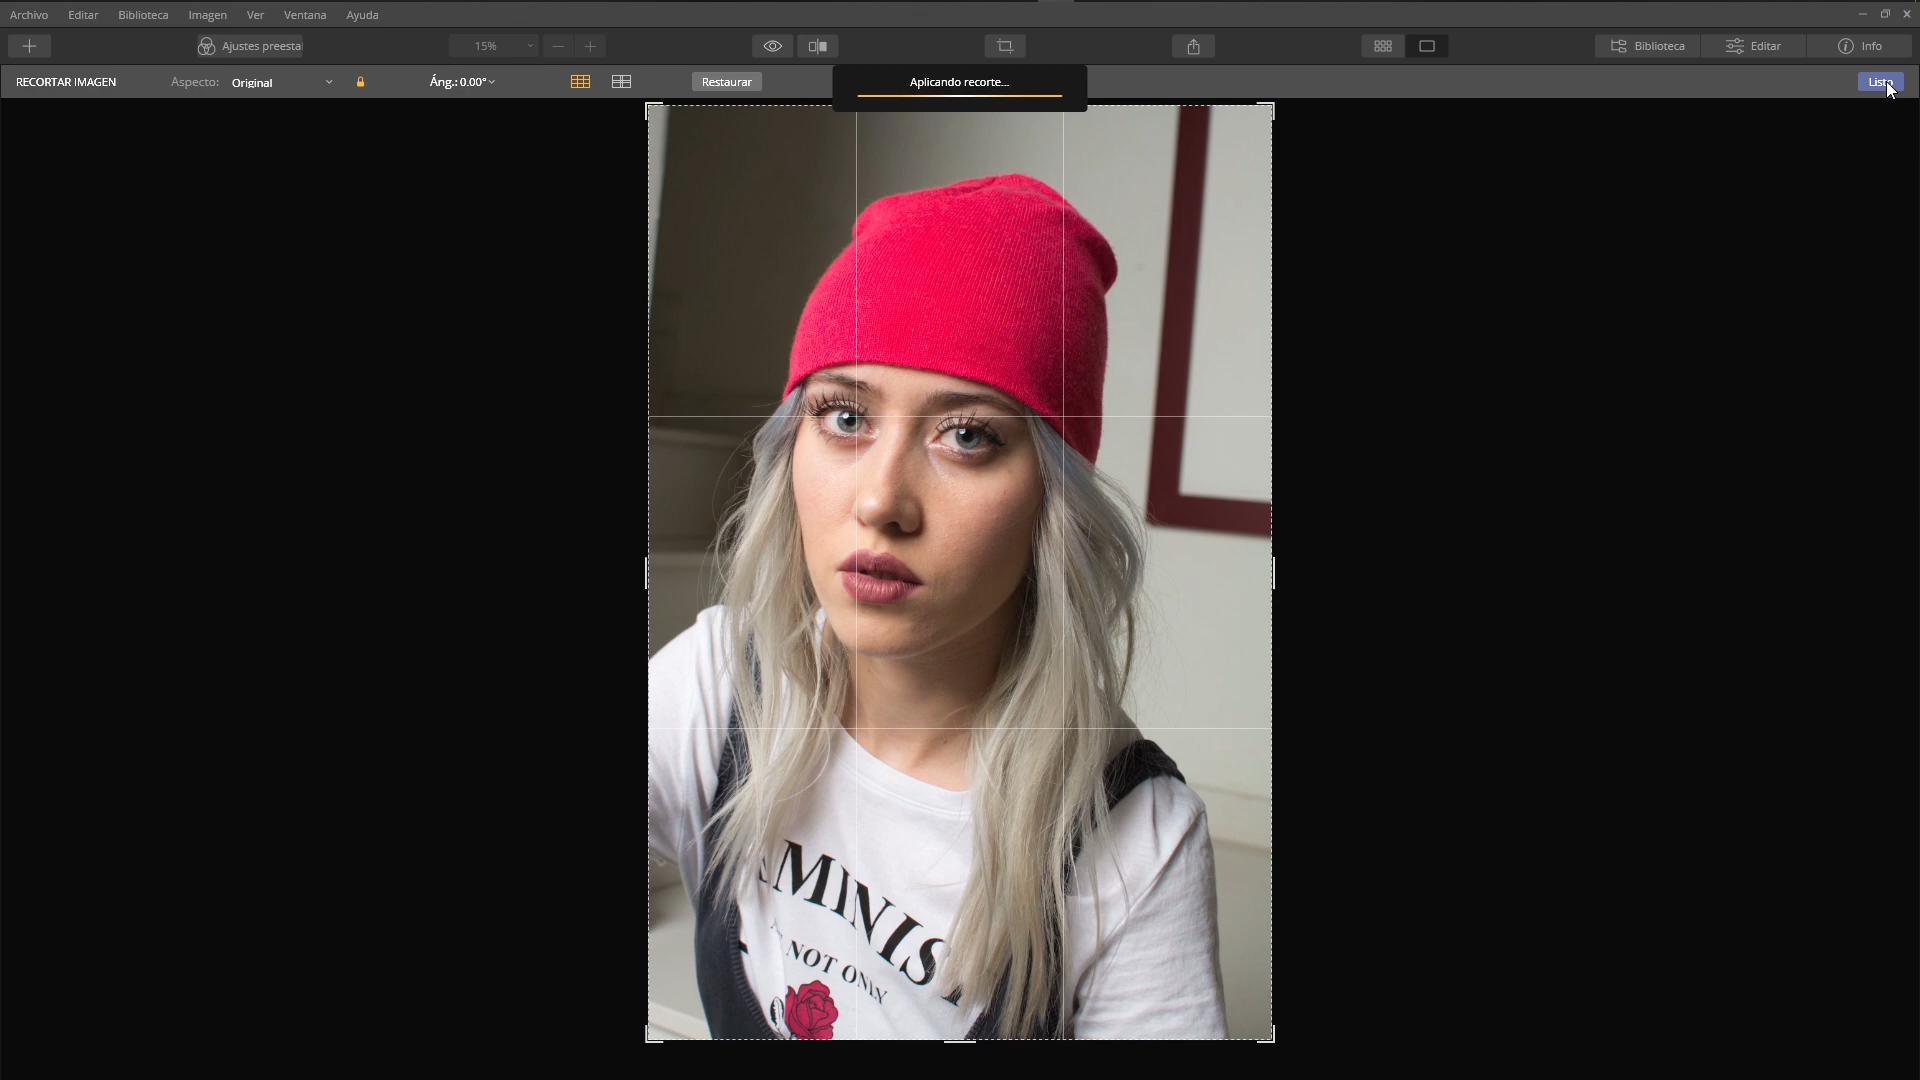 Archivo Editar Biblioteca Imagen Ver Ventana Ayuda
Ajustes preesta 15% Biblioteca Editar Info
RECORTAR IMAGEN Aspecto: Original Áng.: 0.00° Restaurar Aplicando recorte... Listo
MINIS
NOT ONLY